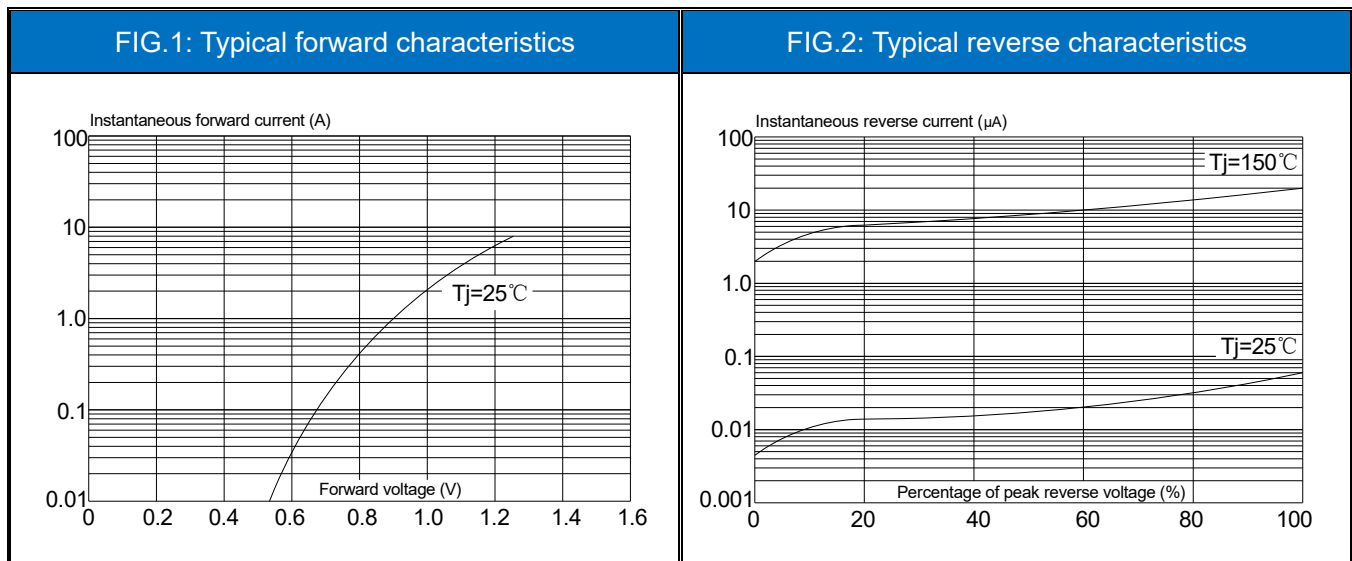 FIG.1: Typical forward characteristics
Instantaneous forward current (A)
100
10
1.0
0.1
0.01
Tj=25℃
Forward voltage (V)
0 0.2 0.4 0.6 0.8 1.0 1.2 1.4 1.6
FIG.2: Typical reverse characteristics
Instantaneous reverse current (μA)
100
Tj=150℃
10
1.0
0.1
Tj=25℃
0.01
0.001
Percentage of peak reverse voltage (%)
0 20 40 60 80 100